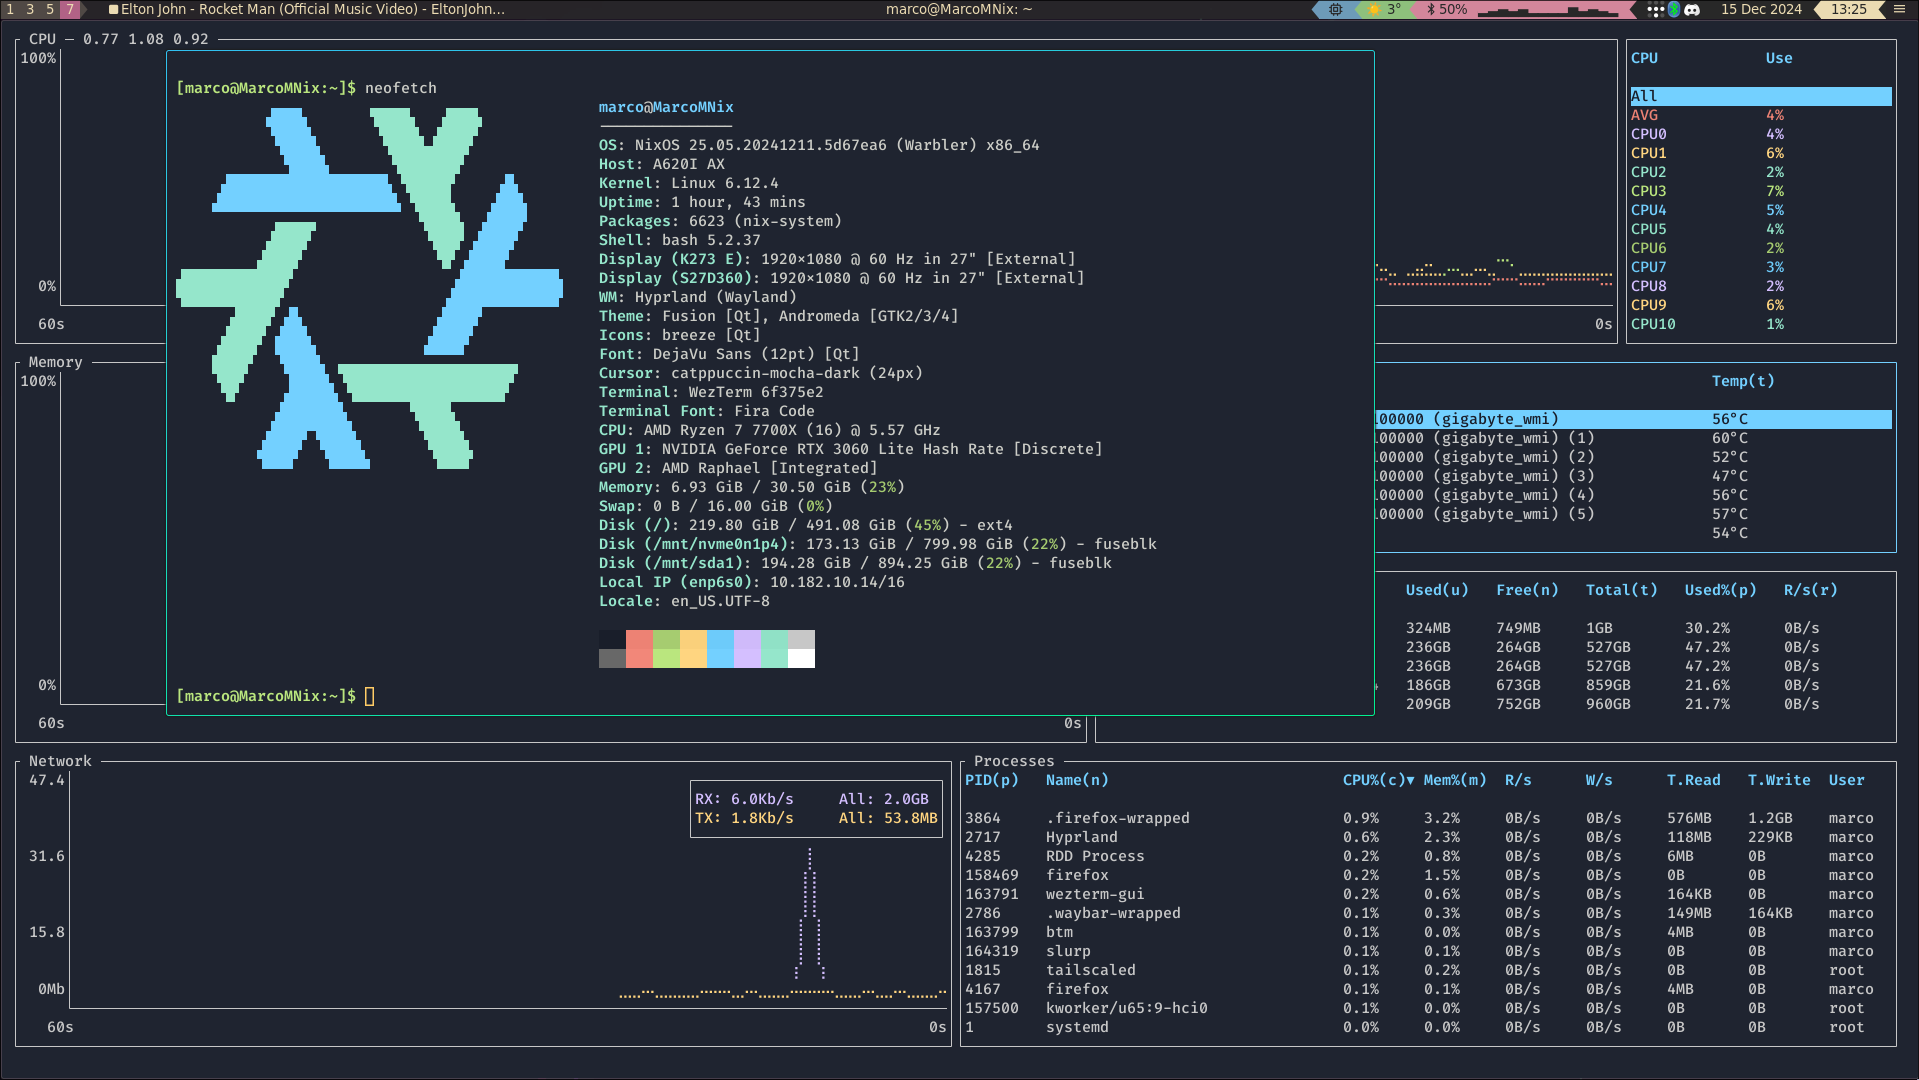 1 3 5 7 Elton John - Rocket Man (Official Music Video) - EltonJohn... marco@MarcoMNix: ~ 3° 50% 15 Dec 2024 13:25
CPU — 0.77 1.08 0.92
100%
0%
60s
0s
CPU Use
All
AVG 4%
CPU0 4%
CPU1 6%
CPU2 2%
CPU3 7%
CPU4 5%
CPU5 4%
CPU6 2%
CPU7 3%
CPU8 2%
CPU9 6%
CPU10 1%
[marco@MarcoMNix:~]$ neofetch
marco@MarcoMNix
OS: NixOS 25.05.20241211.5d67ea6 (Warbler) x86_64
Host: A620I AX
Kernel: Linux 6.12.4
Uptime: 1 hour, 43 mins
Packages: 6623 (nix-system)
Shell: bash 5.2.37
Display (K273 E): 1920×1080 @ 60 Hz in 27" [External]
Display (S27D360): 1920×1080 @ 60 Hz in 27" [External]
WM: Hyprland (Wayland)
Theme: Fusion [Qt], Andromeda [GTK2/3/4]
Icons: breeze [Qt]
Font: DejaVu Sans (12pt) [Qt]
Cursor: catppuccin-mocha-dark (24px)
Terminal: WezTerm 6f375e2
Terminal Font: Fira Code
CPU: AMD Ryzen 7 7700X (16) @ 5.57 GHz
GPU 1: NVIDIA GeForce RTX 3060 Lite Hash Rate [Discrete]
GPU 2: AMD Raphael [Integrated]
Memory: 6.93 GiB / 30.50 GiB (23%)
Swap: 0 B / 16.00 GiB (0%)
Disk (/): 219.80 GiB / 491.08 GiB (45%) - ext4
Disk (/mnt/nvme0n1p4): 173.13 GiB / 799.98 GiB (22%) - fuseblk
Disk (/mnt/sda1): 194.28 GiB / 894.25 GiB (22%) - fuseblk
Local IP (enp6s0): 10.182.10.14/16
Locale: en_US.UTF-8
[marco@MarcoMNix:~]$
Memory
100%
0%
60s
0s
Temp(t)
100000 (gigabyte_wmi) 56°C
100000 (gigabyte_wmi) (1) 60°C
100000 (gigabyte_wmi) (2) 52°C
100000 (gigabyte_wmi) (3) 47°C
100000 (gigabyte_wmi) (4) 56°C
100000 (gigabyte_wmi) (5) 57°C
54°C
Used(u) Free(n) Total(t) Used%(p) R/s(r)
324MB 749MB 1GB 30.2% 0B/s
236GB 264GB 527GB 47.2% 0B/s
236GB 264GB 527GB 47.2% 0B/s
186GB 673GB 859GB 21.6% 0B/s
209GB 752GB 960GB 21.7% 0B/s
Network
47.4
31.6
15.8
0Mb
60s
0s
RX: 6.0Kb/s All: 2.0GB
TX: 1.8Kb/s All: 53.8MB
Processes
PID(p) Name(n) CPU%(c)▼ Mem%(m) R/s W/s T.Read T.Write User
3864 .firefox-wrapped 0.9% 3.2% 0B/s 0B/s 576MB 1.2GB marco
2717 Hyprland 0.6% 2.3% 0B/s 0B/s 118MB 229KB marco
4285 RDD Process 0.2% 0.8% 0B/s 0B/s 6MB 0B marco
158469 firefox 0.2% 1.5% 0B/s 0B/s 0B 0B marco
163791 wezterm-gui 0.2% 0.6% 0B/s 0B/s 164KB 0B marco
2786 .waybar-wrapped 0.1% 0.3% 0B/s 0B/s 149MB 164KB marco
163799 btm 0.1% 0.0% 0B/s 0B/s 4MB 0B marco
164319 slurp 0.1% 0.1% 0B/s 0B/s 0B 0B marco
1815 tailscaled 0.1% 0.2% 0B/s 0B/s 0B 0B root
4167 firefox 0.1% 0.1% 0B/s 0B/s 4MB 0B marco
157500 kworker/u65:9-hci0 0.1% 0.0% 0B/s 0B/s 0B 0B root
1 systemd 0.0% 0.0% 0B/s 0B/s 0B 0B root